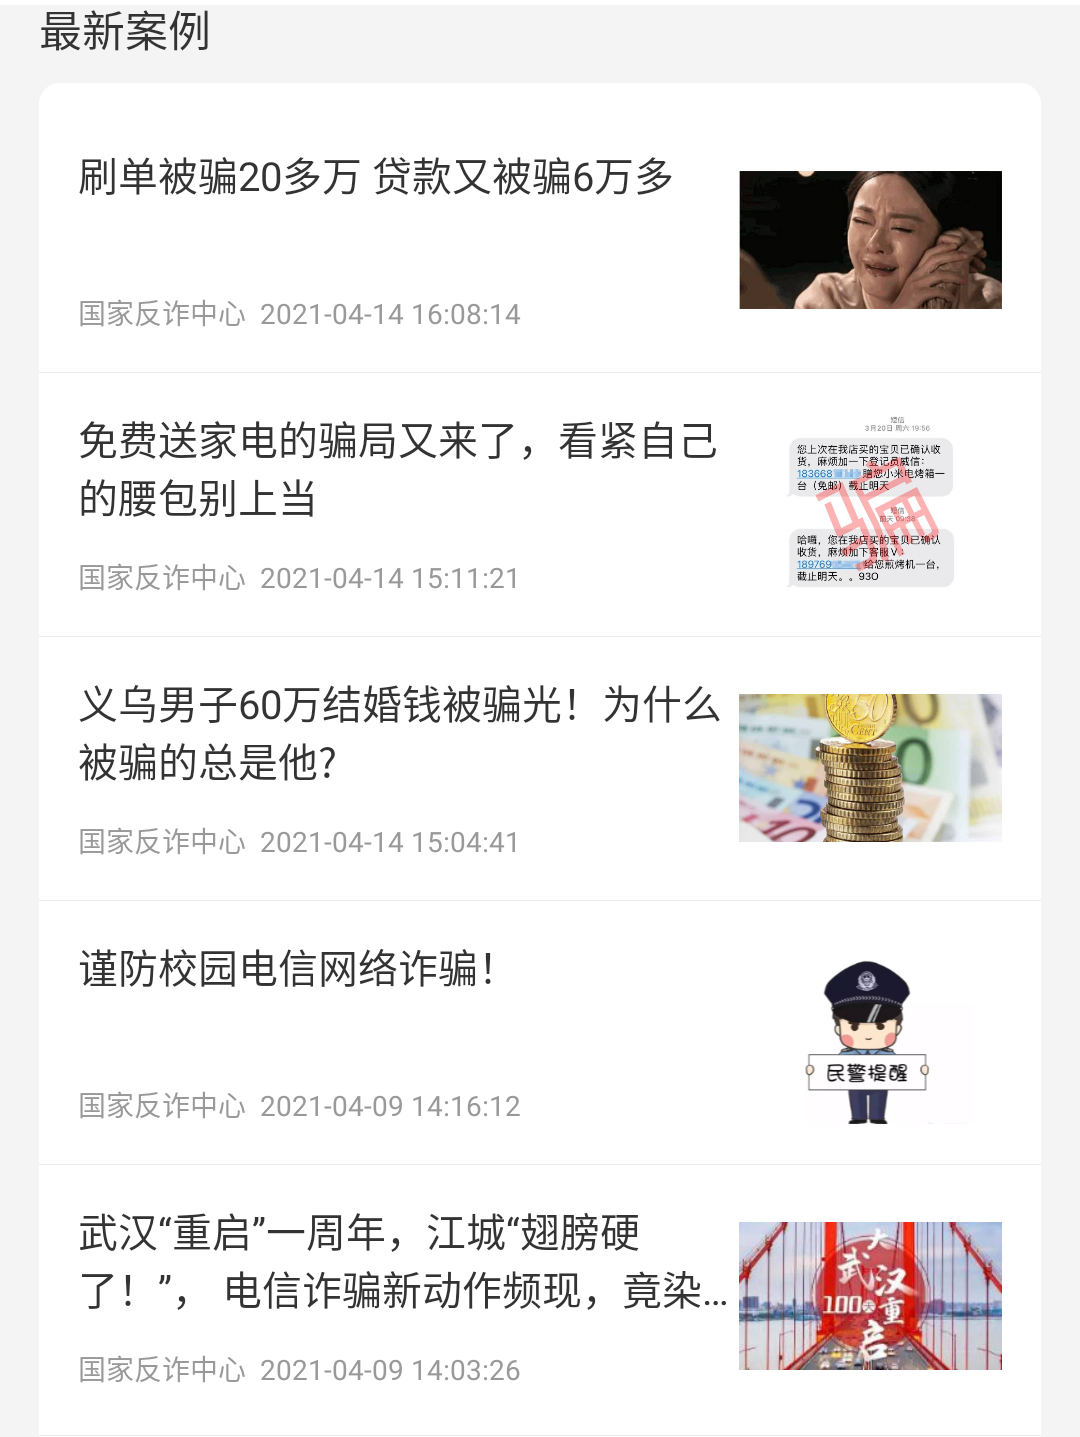 最新案例
刷单被骗20多万 贷款又被骗6万多
国家反诈中心 2021-04-14 16:08:14
免费送家电的骗局又来了，看紧自己
的腰包别上当
国家反诈中心 2021-04-14 15:11:21
短信
3月20日 周六 19:56
您上次在我店买的宝贝已确认收
货，麻烦加一下登记员威信：
183668 赠您小米电烤箱一
台（免邮）截止明天
骗
短信
前天 09:38
哈囉，您在我店买的宝贝已确认
收货，麻烦加下客服V：
189769 给您煎烤机一台，
截止明天。。93O
义乌男子60万结婚钱被骗光！为什么
被骗的总是他？
国家反诈中心 2021-04-14 15:04:41
50
CENT
谨防校园电信网络诈骗！
国家反诈中心 2021-04-09 14:16:12
民警提醒
武汉“重启”一周年，江城“翅膀硬
了！”， 电信诈骗新动作频现，竟染...
国家反诈中心 2021-04-09 14:03:26
大武汉
100天重启